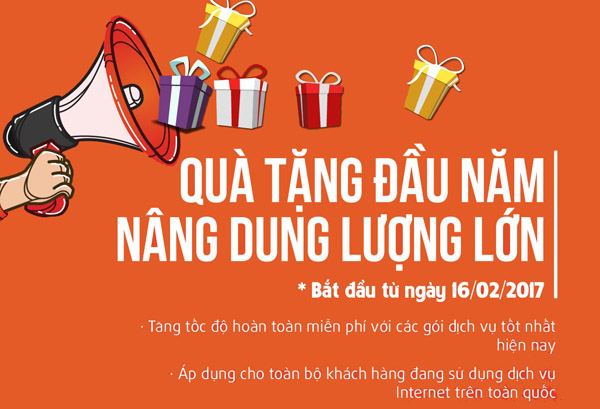 QUÀ TẶNG ĐẦU NĂM
NÂNG DUNG LƯỢNG LỚN
* Bắt đầu từ ngày 16/02/2017
· Tăng tốc độ hoàn toàn miễn phí với các gói dịch vụ tốt nhất
hiện nay
· Áp dụng cho toàn bộ khách hàng đang sử dụng dịch vụ
Internet trên toàn quốc